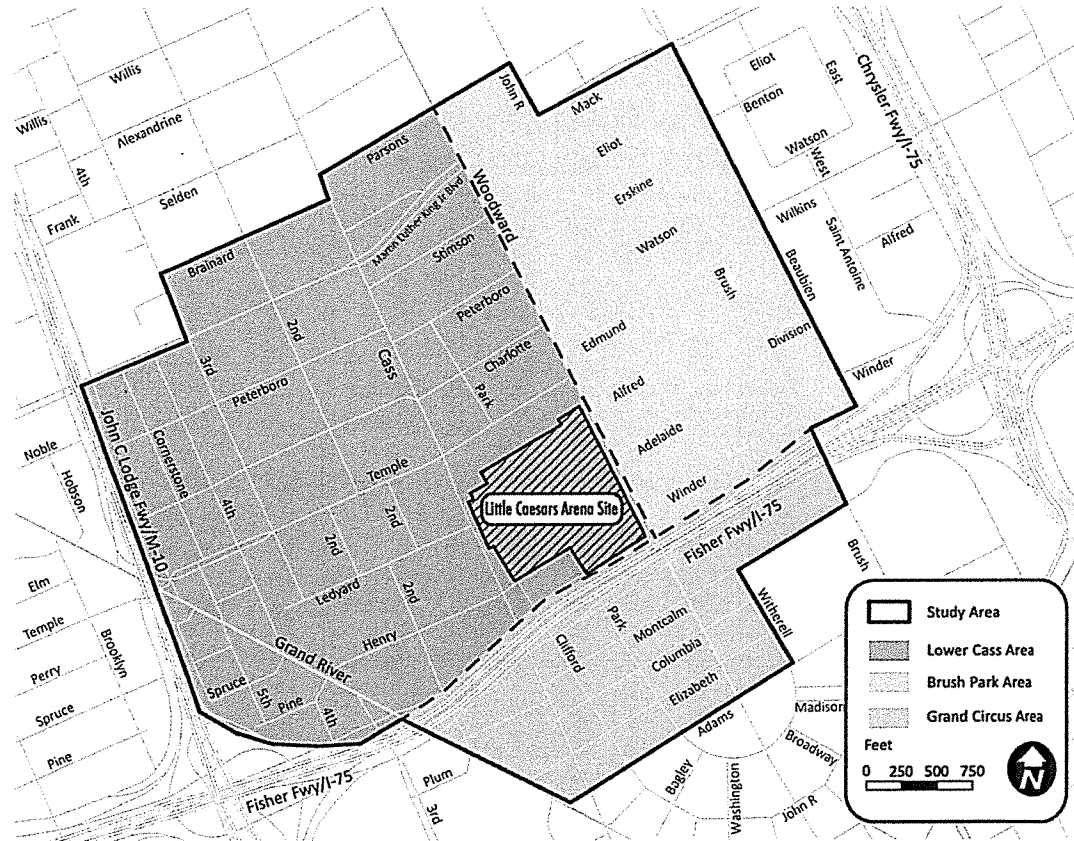 Willis
Willis
Alexandrine
4th
Frank
Selden
John R
Mack
Eliot
East
Benton
Chrysler Fwy/I-75
Parsons
Eliot
Watson
West
Woodward
Martin Luther King Jr Blvd
Erskine
Wilkins
Saint Antoine
Alfred
Stimson
Watson
Brainard
Brush
Beaubien
2nd
Peterboro
Edmund
Division
3rd
Cass
Charlotte
Winder
Peterboro
Park
Alfred
John C Lodge Fwy/M-10
Cornerstone
Adelaide
Noble
Hobson
4th
Temple
Winder
2nd
2nd
Little Caesars Arena Site
Fisher Fwy/I-75
Ledyard
2nd
Brush
Elm
Henry
Park
Montcalm
Witherell
Temple
Brooklyn
Grand River
Clifford
Columbia
Perry
Spruce
5th
Pine
4th
Elizabeth
Spruce
Adams
Madison
Pine
Broadway
Fisher Fwy/I-75
Plum
3rd
Bagley
Washington
John R
Study Area
Lower Cass Area
Brush Park Area
Grand Circus Area
Feet
0 250 500 750
N